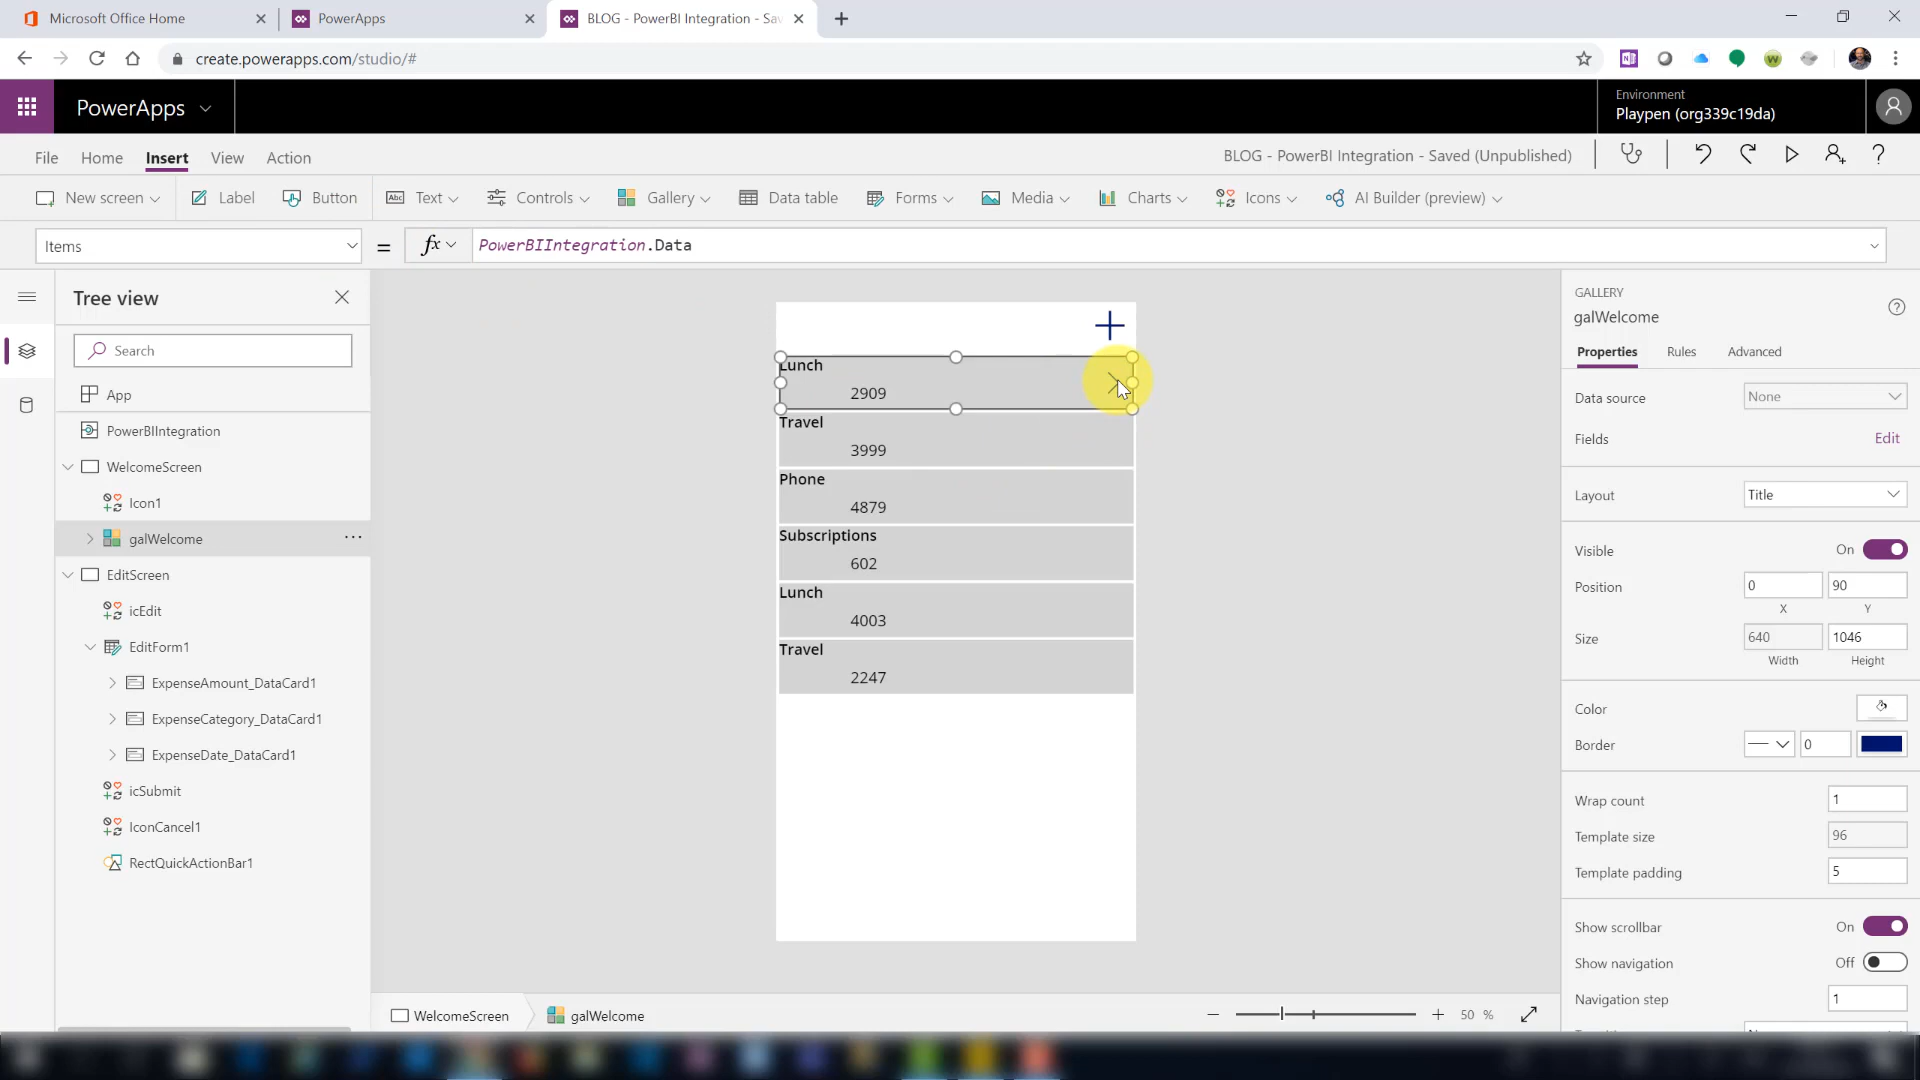 Microsoft Office Home
PowerApps
BLOG - PowerBI Integration - Sav
create.powerapps.com/studio/#
PowerApps
Environment
Playpen (org339c19da)
File
Home
Insert
View
Action
BLOG - PowerBI Integration - Saved (Unpublished)
New screen
Label
Button
Abc
Text
Controls
Gallery
Data table
Forms
Media
Charts
Icons
AI Builder (preview)
Items
=
fx
PowerBIIntegration.Data
Tree view
Search
App
PowerBIIntegration
WelcomeScreen
Icon1
galWelcome
EditScreen
icEdit
EditForm1
ExpenseAmount_DataCard1
ExpenseCategory_DataCard1
ExpenseDate_DataCard1
icSubmit
IconCancel1
RectQuickActionBar1
Lunch
2909
Travel
3999
Phone
4879
Subscriptions
602
Lunch
4003
Travel
2247
WelcomeScreen
galWelcome
50 %
GALLERY
galWelcome
Properties
Rules
Advanced
Data source
None
Fields
Edit
Layout
Title
Visible
On
Position
0
90
X
Y
Size
640
1046
Width
Height
Color
Border
0
Wrap count
1
Template size
96
Template padding
5
Show scrollbar
On
Show navigation
Off
Navigation step
1